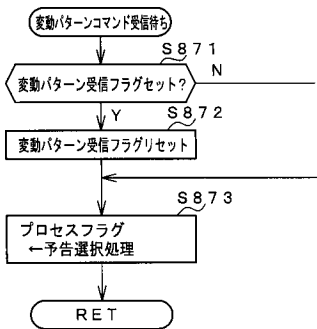 変動パターンコマンド受信待ち
S871
変動パターン受信フラグセット?
N
Y
S872
変動パターン受信フラグリセット
S873
プロセスフラグ
←予告選択処理
RET